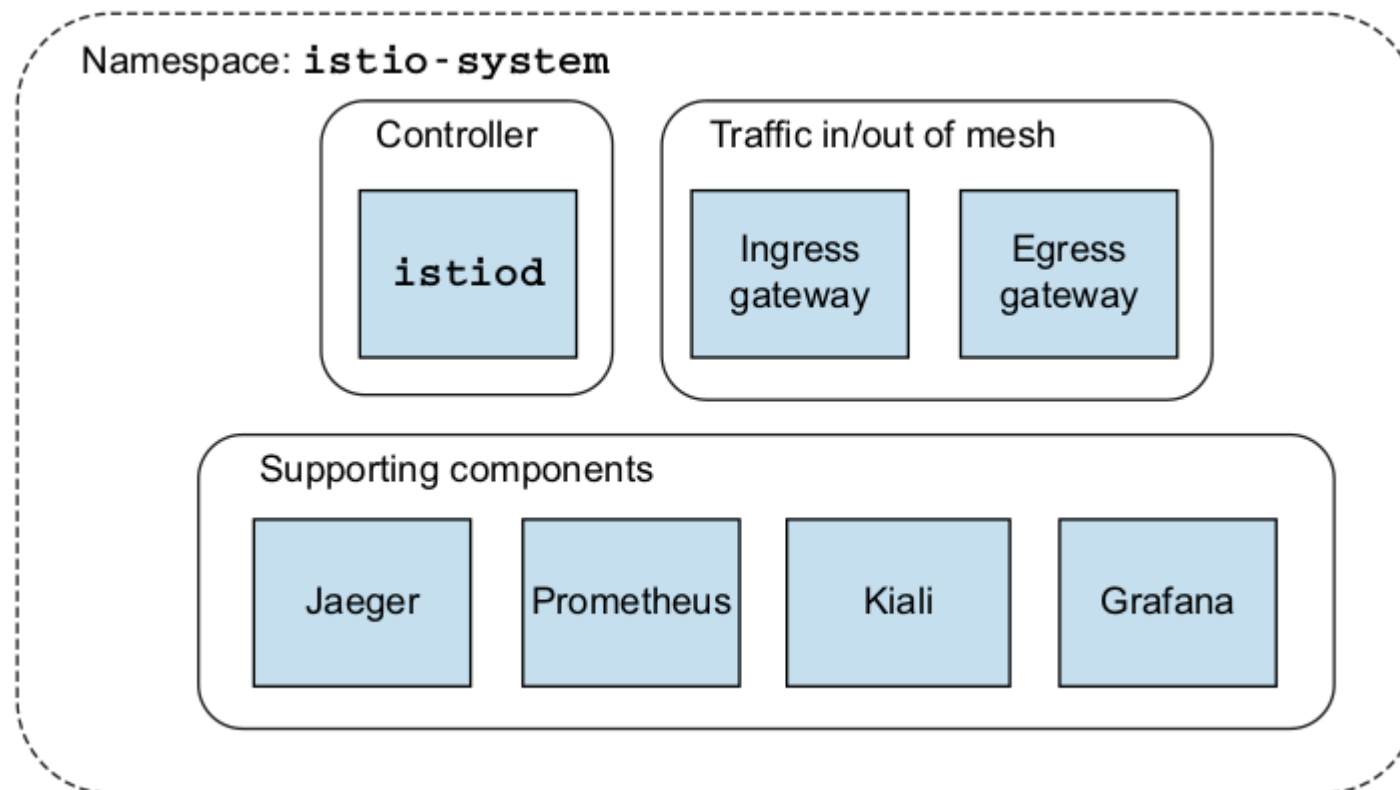 Namespace: istio-system
Controller
Traffic in/out of mesh
istiod
Ingress
gateway
Egress
gateway
Supporting components
Jaeger
Prometheus
Kiali
Grafana